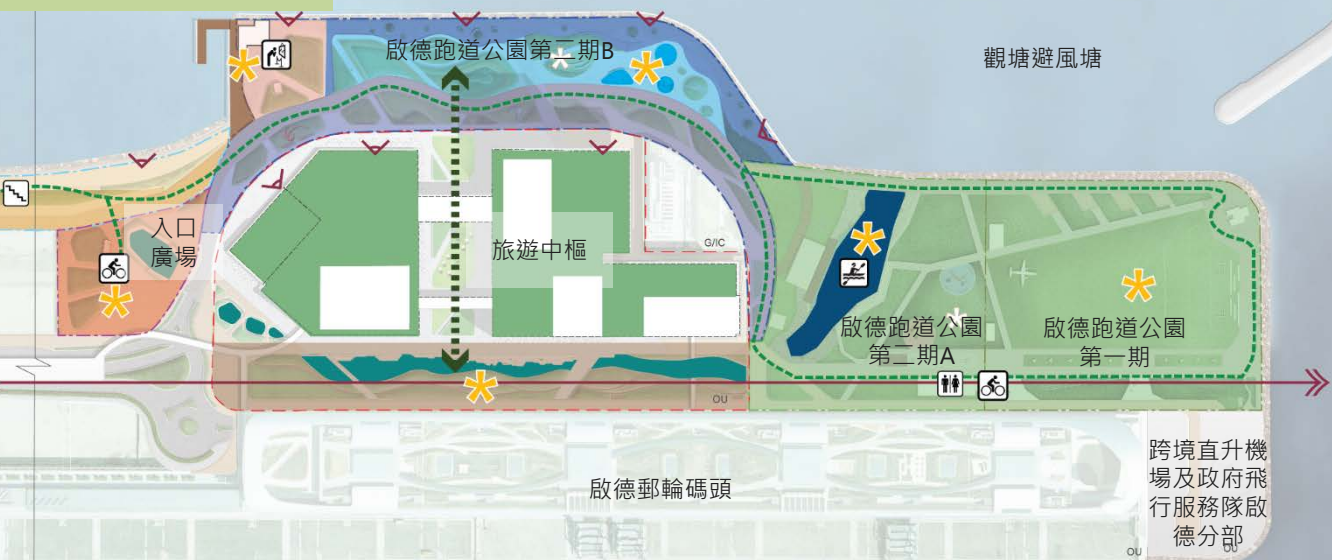 啟德跑道公園第二期B
觀塘避風塘
入口
廣場
旅遊中樞
G/IC
啟德跑道公園
第二期A
啟德跑道公園
第一期
OU
啟德郵輪碼頭
跨境直升機
場及政府飛
行服務隊啟
德分部
OU
OU